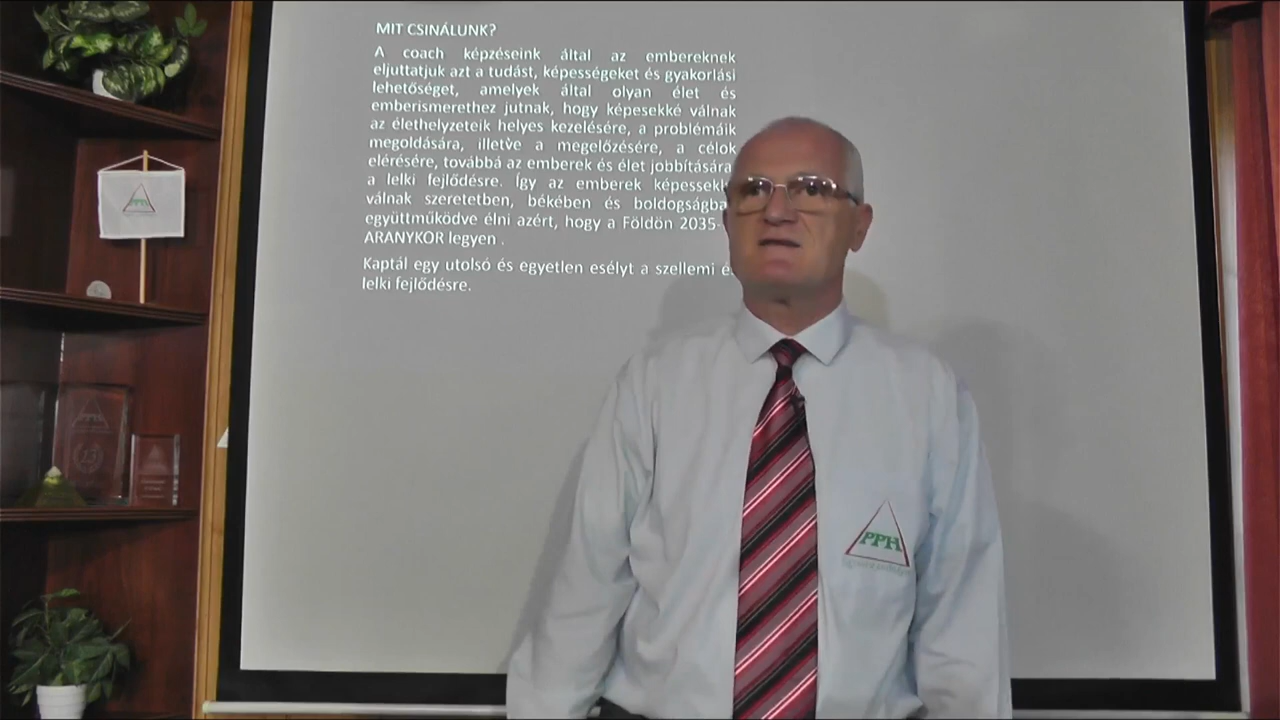 MIT CSINÁLUNK?
A coach képzéseink által az embereknek
eljuttatjuk azt a tudást, képességeket és gyakorlási
lehetőséget, amelyek által olyan élet és
emberismerethez jutnak, hogy képesekké válnak
az élethelyzeteik helyes kezelésére, a problémáik
megoldására, illetve a megelőzésére, a célok
elérésére, továbbá az emberek és élet jobbítására
a lelki fejlődésre. Így az emberek képessek
válnak szeretetben, békében és boldogságba
együttműködve élni azért, hogy a Földön 2035-
ARANYKOR legyen .
Kaptál egy utolsó és egyetlen esélyt a szellemi é
lelki fejlődésre.
PPH
PPH
15
PPH